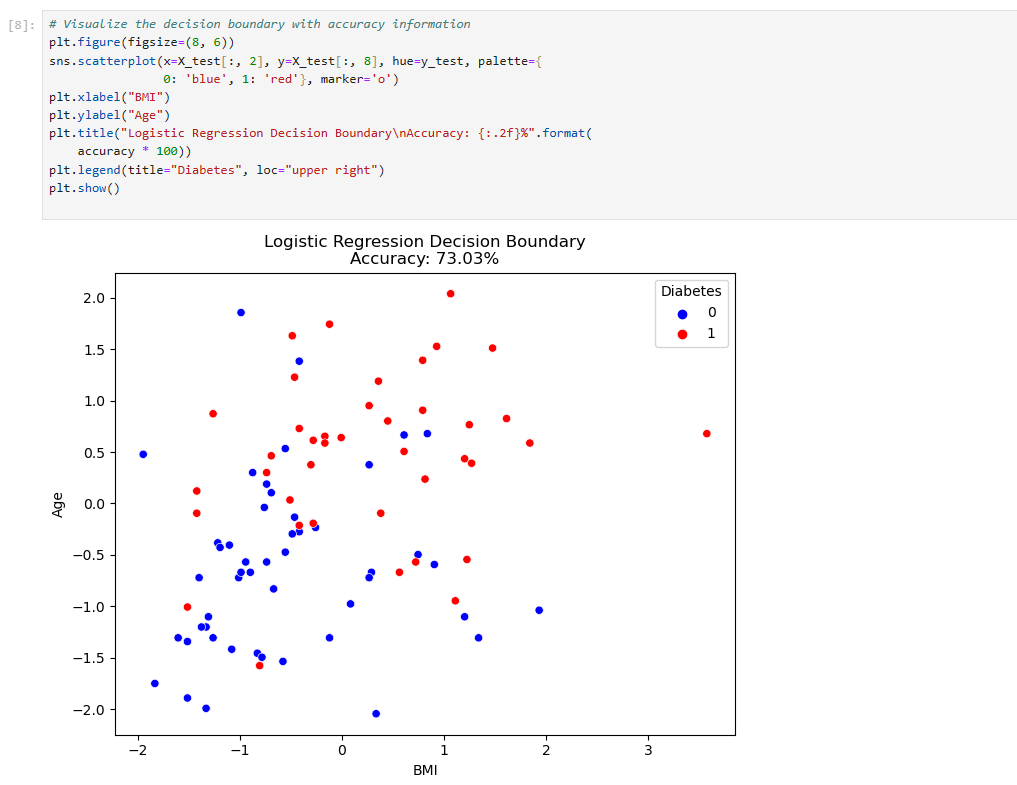 [8]:
# Visualize the decision boundary with accuracy information
plt.figure(figsize=(8, 6))
sns.scatterplot(x=X_test[:, 2], y=X_test[:, 8], hue=y_test, palette={
                0: 'blue', 1: 'red'}, marker='o')
plt.xlabel("BMI")
plt.ylabel("Age")
plt.title("Logistic Regression Decision Boundary\nAccuracy: {:.2f}%".format(
    accuracy * 100))
plt.legend(title="Diabetes", loc="upper right")
plt.show()
Logistic Regression Decision Boundary
Accuracy: 73.03%
Diabetes
0
1
2.0
1.5
1.0
0.5
0.0
−0.5
−1.0
−1.5
−2.0
Age
−2 −1 0 1 2 3
BMI